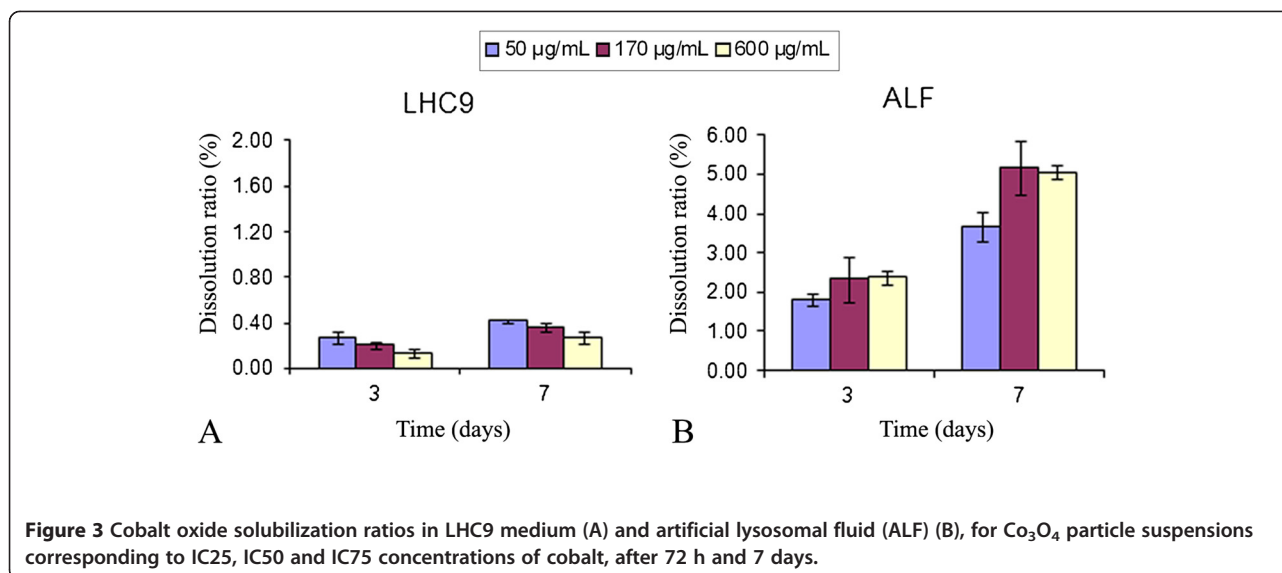 50 µg/mL 170 µg/mL 600 µg/mL
LHC9
Dissolution ratio (%)
2.00
1.60
1.20
0.80
0.40
0.00
3 7
Time (days)
A
ALF
Dissolution ratio (%)
6.00
5.00
4.00
3.00
2.00
1.00
0.00
3 7
Time (days)
B
Figure 3 Cobalt oxide solubilization ratios in LHC9 medium (A) and artificial lysosomal fluid (ALF) (B), for Co₃O₄ particle suspensions
corresponding to IC25, IC50 and IC75 concentrations of cobalt, after 72 h and 7 days.